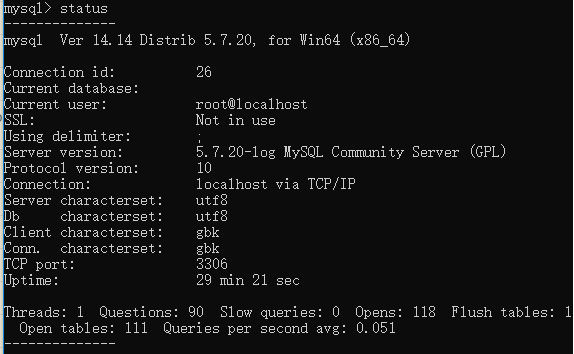 mysql> status
--------------
mysql  Ver 14.14 Distrib 5.7.20, for Win64 (x86_64)

Connection id:          26
Current database:
Current user:           root@localhost
SSL:                    Not in use
Using delimiter:        ;
Server version:         5.7.20-log MySQL Community Server (GPL)
Protocol version:       10
Connection:             localhost via TCP/IP
Server characterset:    utf8
Db     characterset:    utf8
Client characterset:    gbk
Conn.  characterset:    gbk
TCP port:               3306
Uptime:                 29 min 21 sec

Threads: 1  Questions: 90  Slow queries: 0  Opens: 118  Flush tables: 1
  Open tables: 111  Queries per second avg: 0.051
--------------